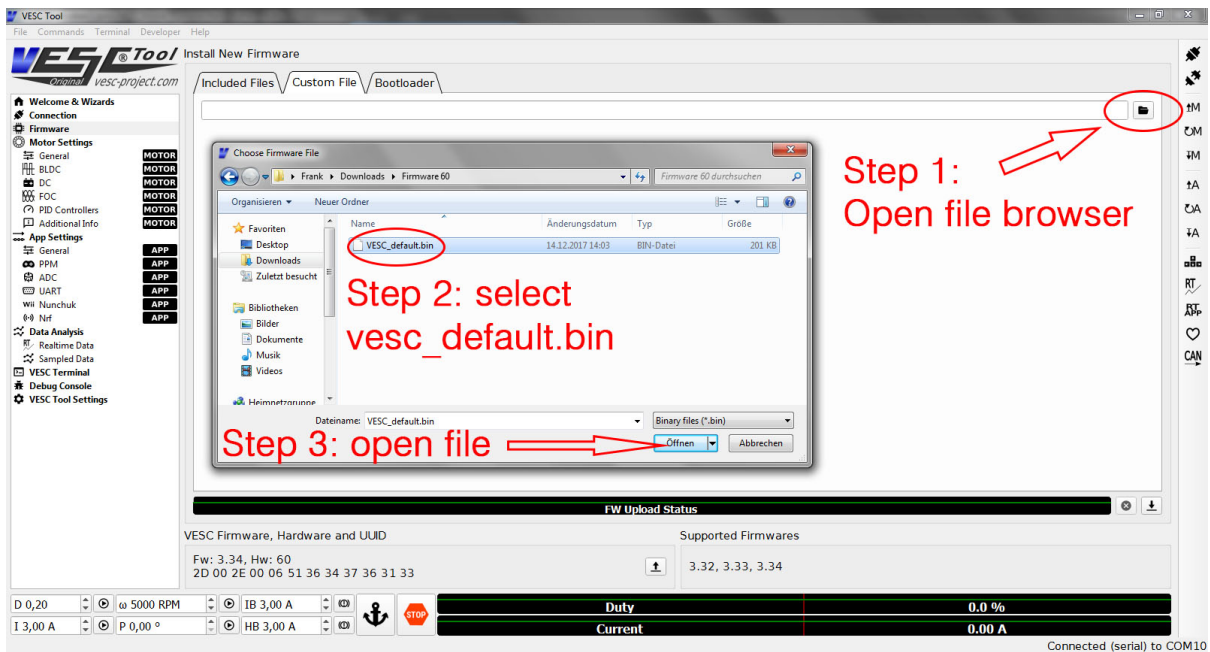 VESC Tool
File Commands Terminal Developer Help
VESC ® Tool
Original vesc-project.com
Welcome & Wizards
Connection
Firmware
Motor Settings
General MOTOR
BLDC MOTOR
DC MOTOR
FOC MOTOR
PID Controllers MOTOR
Additional Info MOTOR
App Settings
General APP
PPM APP
ADC APP
UART APP
Wii Nunchuk APP
Nrf APP
Data Analysis
RT Realtime Data
Sampled Data
VESC Terminal
Debug Console
VESC Tool Settings
Install New Firmware
Included Files Custom File Bootloader
Step 1:
Open file browser
Choose Firmware File
Frank Downloads Firmware 60
Firmware 60 durchsuchen
Organisieren Neuer Ordner
Favoriten
Desktop
Downloads
Zuletzt besucht
Bibliotheken
Bilder
Dokumente
Musik
Videos
Heimnetzgruppe
Name Änderungsdatum Typ Größe
VESC_default.bin 14.12.2017 14:03 BIN-Datei 201 KB
Step 2: select
vesc_default.bin
Dateiname: VESC_default.bin Binary files (*.bin)
Step 3: open file
Öffnen Abbrechen
FW Upload Status
VESC Firmware, Hardware and UUID
Fw: 3.34, Hw: 60
2D 00 2E 00 06 51 36 34 37 36 31 33
Supported Firmwares
3.32, 3.33, 3.34
M
M
M
A
A
A
RT
RT APP
CAN
D 0,20 ω 5000 RPM IB 3,00 A
I 3,00 A P 0,00 ° HB 3,00 A
STOP
Duty 0.0 %
Current 0.00 A
Connected (serial) to COM10